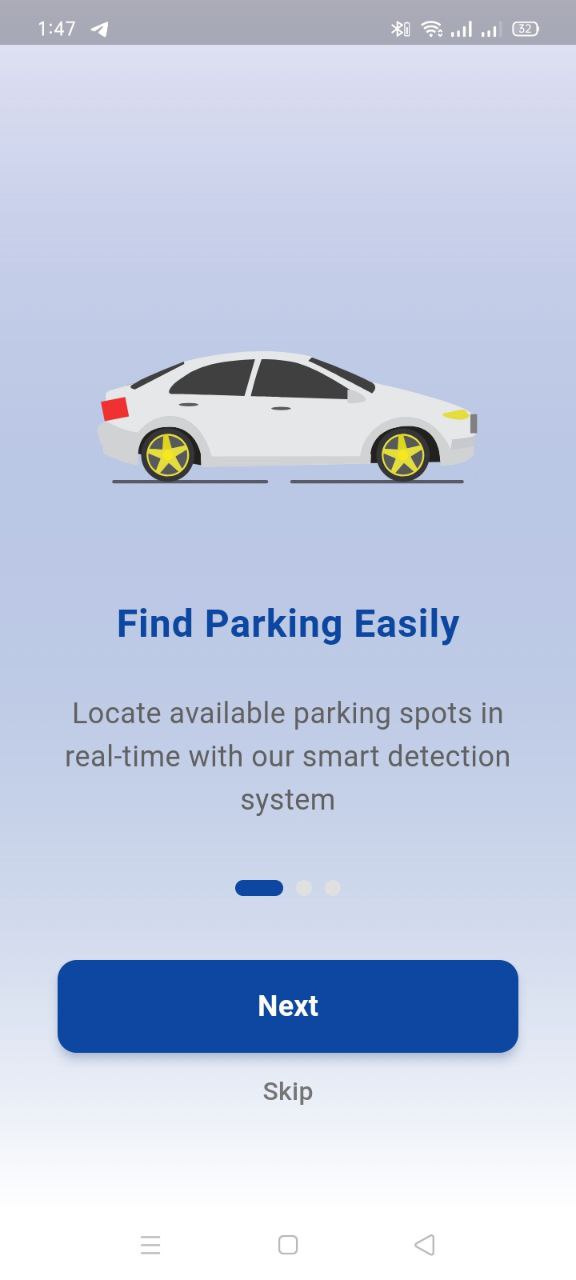 1:47
32
Find Parking Easily
Locate available parking spots in
real-time with our smart detection
system
Next
Skip